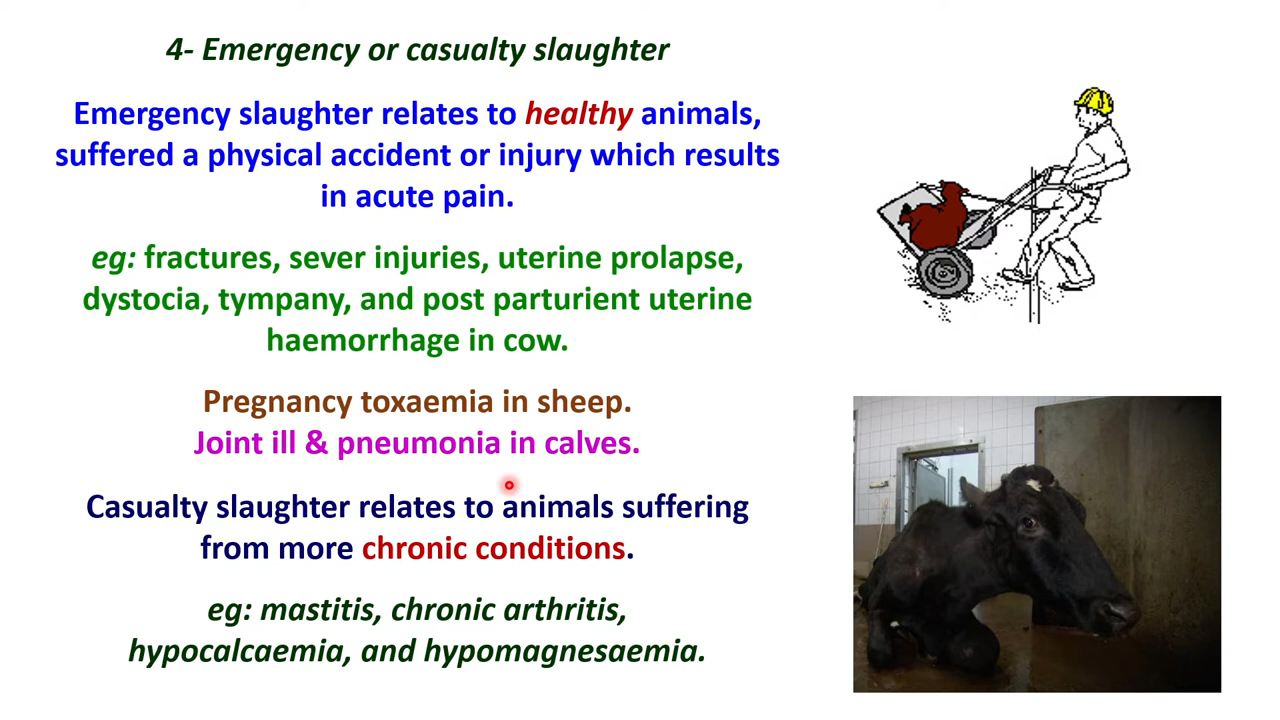 4- Emergency or casualty slaughter
Emergency slaughter relates to healthy animals,
suffered a physical accident or injury which results
in acute pain.
eg: fractures, sever injuries, uterine prolapse,
dystocia, tympany, and post parturient uterine
haemorrhage in cow.
Pregnancy toxaemia in sheep.
Joint ill & pneumonia in calves.
Casualty slaughter relates to animals suffering
from more chronic conditions.
eg: mastitis, chronic arthritis,
hypocalcaemia, and hypomagnesaemia.